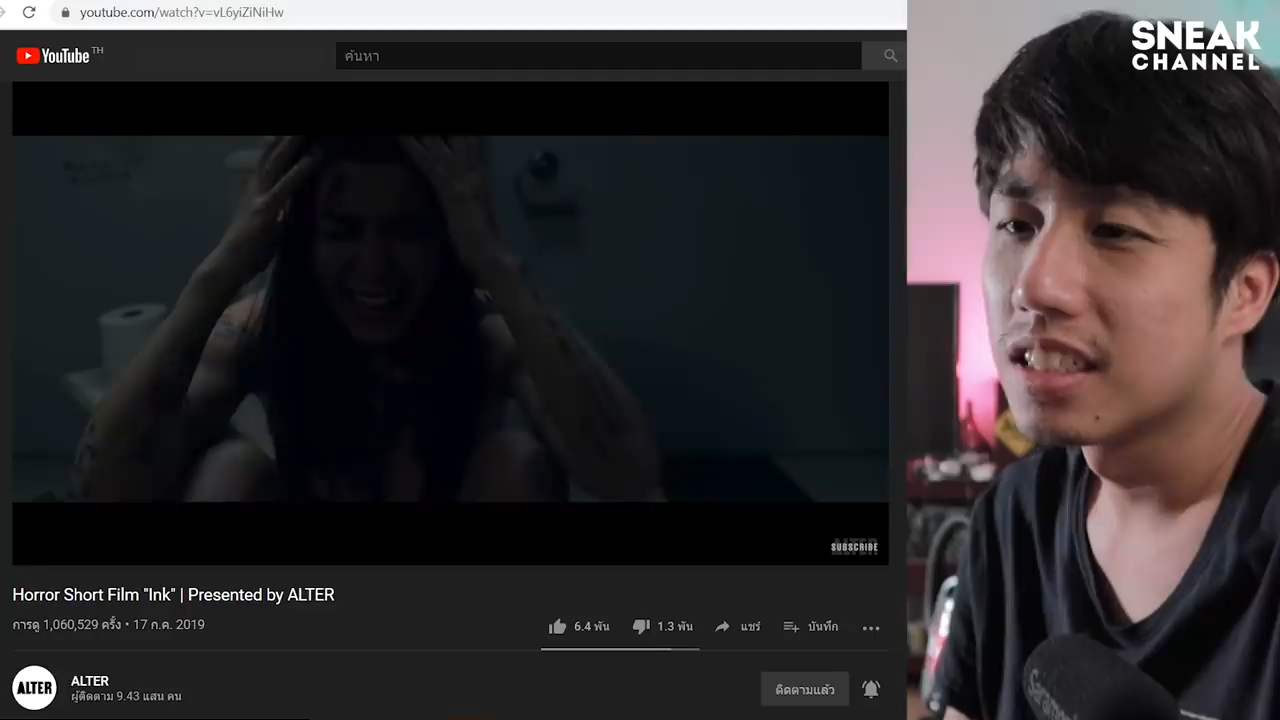 youtube.com/watch?v=vL6yiZiNiHw
YouTube TH
ค้นหา
SNEAK
CHANNEL
SUBSCRIBE
Horror Short Film "Ink" | Presented by ALTER
การดู 1,060,529 ครั้ง • 17 ก.ค. 2019
6.4 พัน 1.3 พัน แชร์ บันทึก
ALTER
ALTER
ผู้ติดตาม 9.43 แสน คน
ติดตามแล้ว